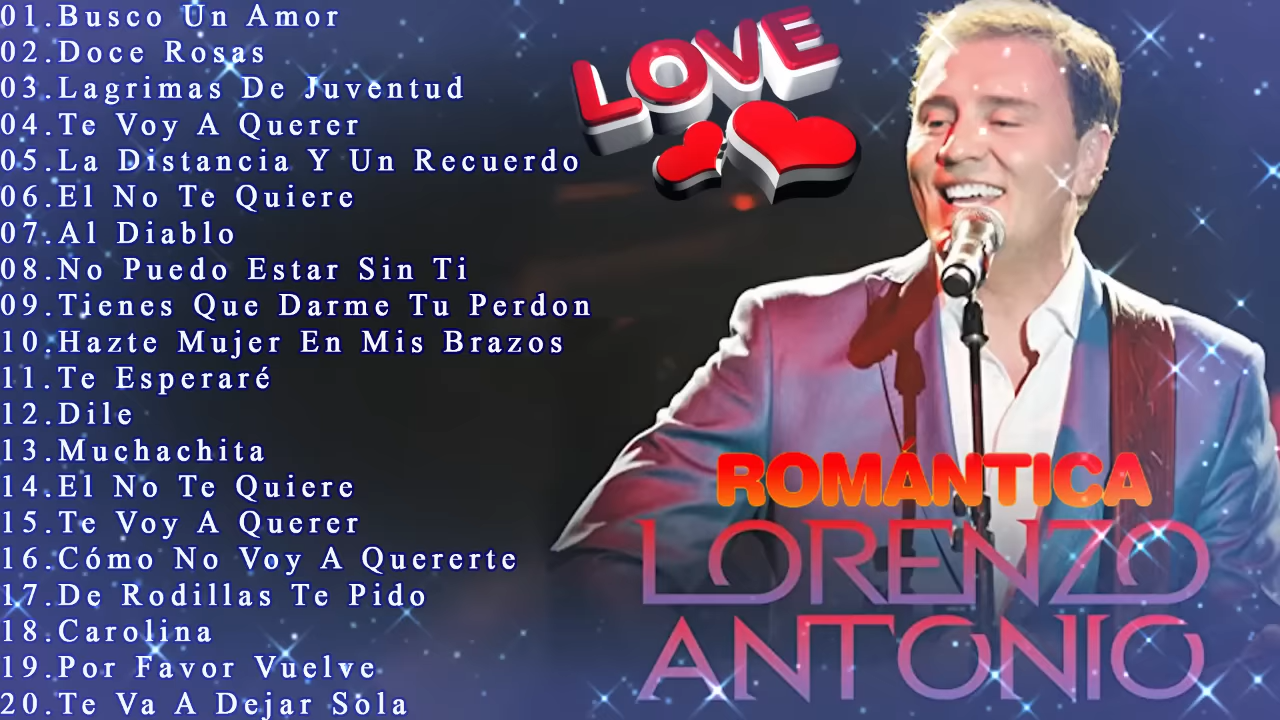 01.Busco Un Amor
02.Doce Rosas
03.Lagrimas De Juventud
04.Te Voy A Querer
05.La Distancia Y Un Recuerdo
06.El No Te Quiere
07.Al Diablo
08.No Puedo Estar Sin Ti
09.Tienes Que Darme Tu Perdon
10.Hazte Mujer En Mis Brazos
11.Te Esperaré
12.Dile
13.Muchachita
14.El No Te Quiere
15.Te Voy A Querer
16.Cómo No Voy A Quererte
17.De Rodillas Te Pido
18.Carolina
19.Por Favor Vuelve
20.Te Va A Dejar Sola
LOVE
ROMÁNTICA
LORENZO
ANTONIO